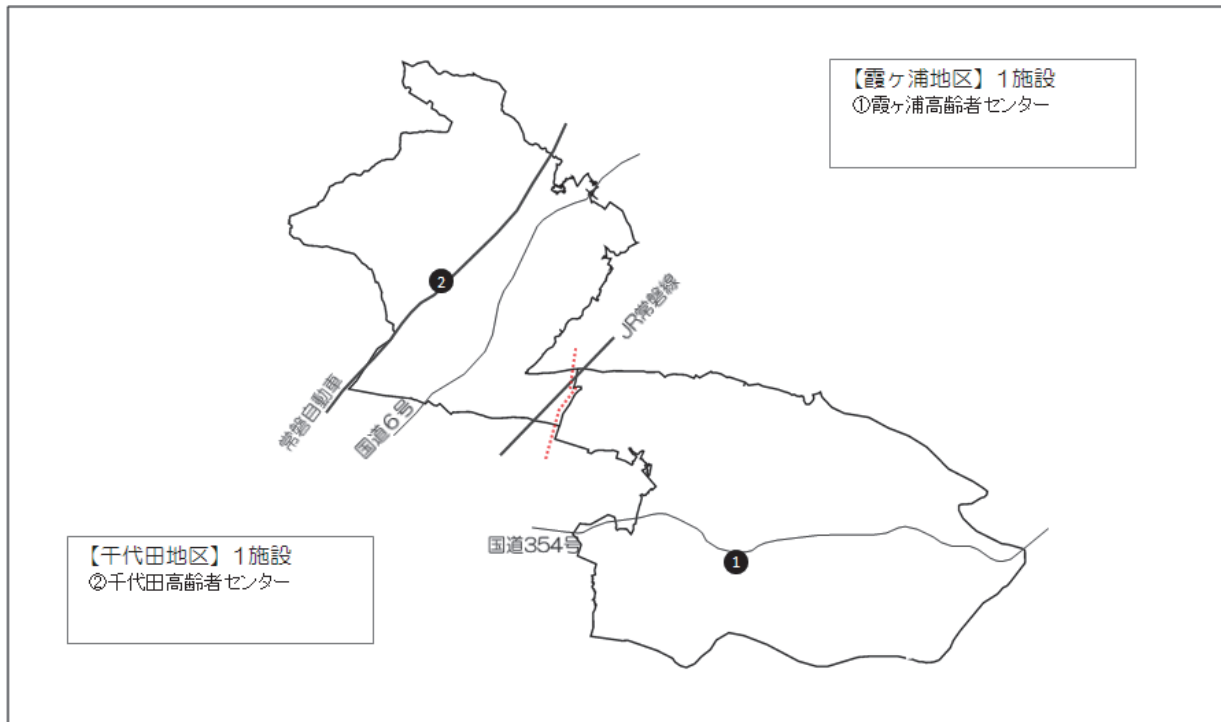 【霞ヶ浦地区】1施設
①霞ヶ浦高齢者センター
2
JR常磐線
常磐自動車
国道6号
国道354号
1
【千代田地区】1施設
②千代田高齢者センター